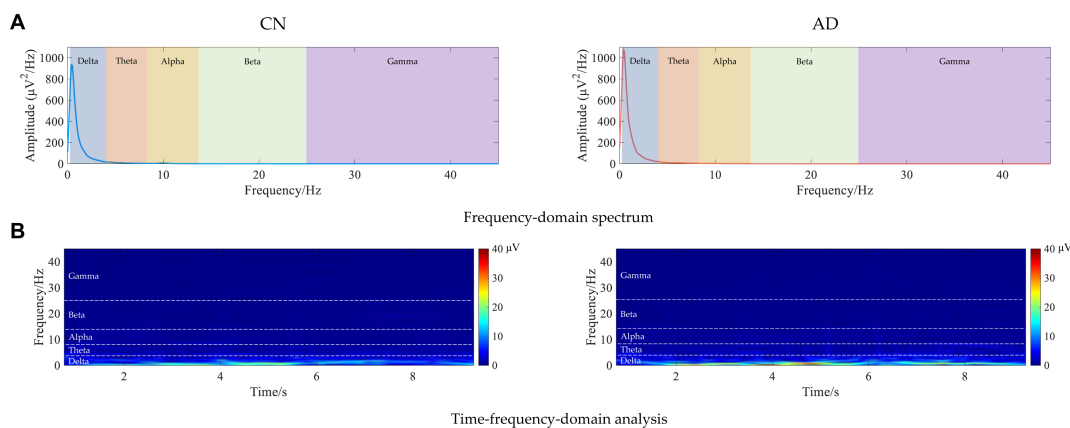 A
CN
AD
Amplitude (µV²/Hz)
1000
800
600
400
200
0
Delta Theta Alpha Beta Gamma
0 10 20 30 40
Frequency/Hz
Amplitude (µV²/Hz)
1000
800
600
400
200
0
Delta Theta Alpha Beta Gamma
0 10 20 30 40
Frequency/Hz
Frequency-domain spectrum
B
Frequency/Hz
40
30
20
10
0
Gamma
Beta
Alpha
Theta
Delta
2 4 6 8
Time/s
40 µV
30
20
10
0
Frequency/Hz
40
30
20
10
0
Gamma
Beta
Alpha
Theta
Delta
2 4 6 8
Time/s
40 µV
30
20
10
0
Time-frequency-domain analysis